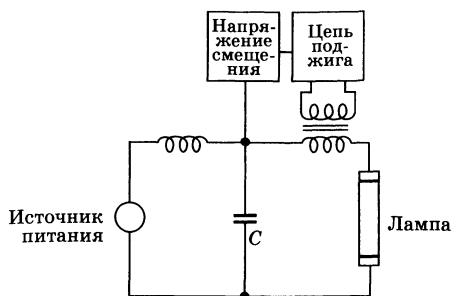 Напря-
жение
смеще-
ния
Цепь
под-
жига
Источник
питания
C
Лампа